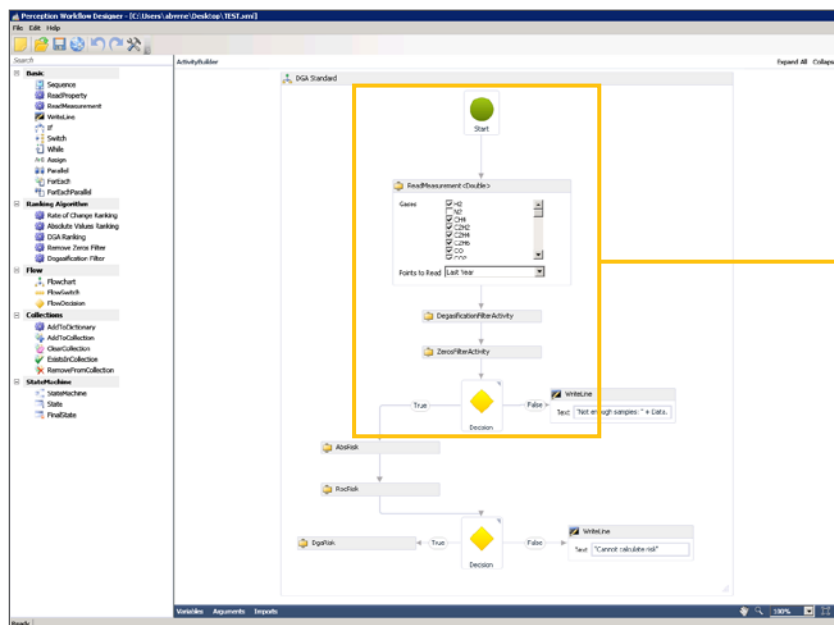 Perception Workflow Designer - [C:\Users\abrrene\Desktop\TEST.xml]
File Edit Help
Search
Basic
Sequence
ReadProperty
ReadMeasurement
WriteLine
If
Switch
While
A+B Assign
Parallel
ForEach
ForEachParallel
Ranking Algorithm
Rate of Change Ranking
Absolute Values Ranking
DGA Ranking
Remove Zeros Filter
Degasification Filter
Flow
Flowchart
FlowSwitch
FlowDecision
Collections
AddToDictionary
AddToCollection
ClearCollection
ExistsInCollection
RemoveFromCollection
StateMachine
StateMachine
State
FinalState
ActivityBuilder
Expand All Collaps
DGA Standard
Start
ReadMeasurement <Double>
Gases
H2
N2
CH4
C2H2
C2H4
C2H6
CO
CO2
Points to Read Last Year
DegasificationFilterActivity
ZerosFilterActivity
True
Decision
False
WriteLine
Text "Not enough samples: " + Data.
AbsRisk
RocRisk
DgaRisk
True
Decision
False
WriteLine
Text "Cannot calculate risk"
Variables Arguments Imports
100%
Ready